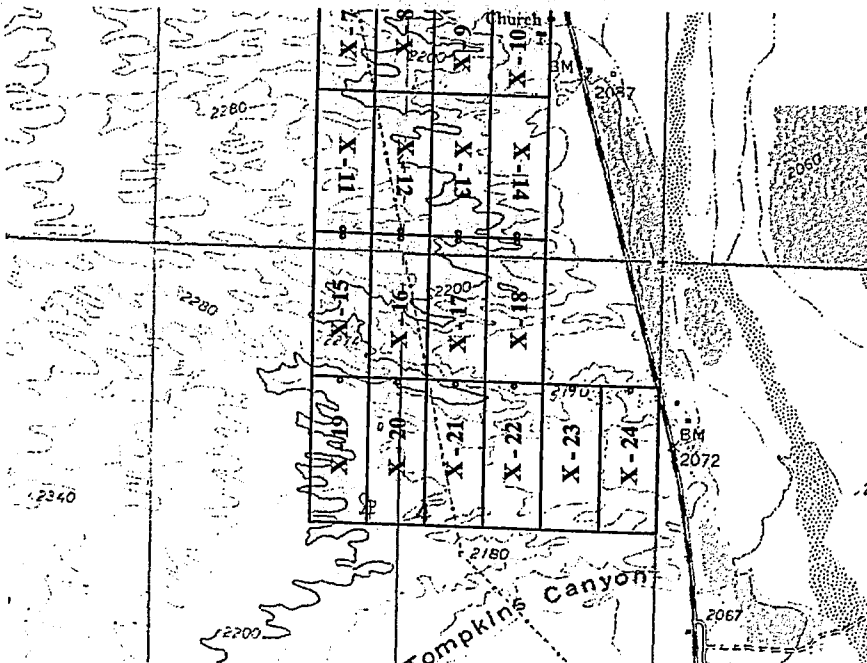 Church
X - 7
X - 8
X - 9
X - 10
2200
BM
2087
2280
2060
X - 11
X - 12
X - 13
X - 14
2280
X - 15
X - 16
2200
X - 17
X - 18
X - 19
X - 20
X - 21
X - 22
X - 23
X - 24
BM
2072
2340
2180
Tompkins Canyon
2200
2067